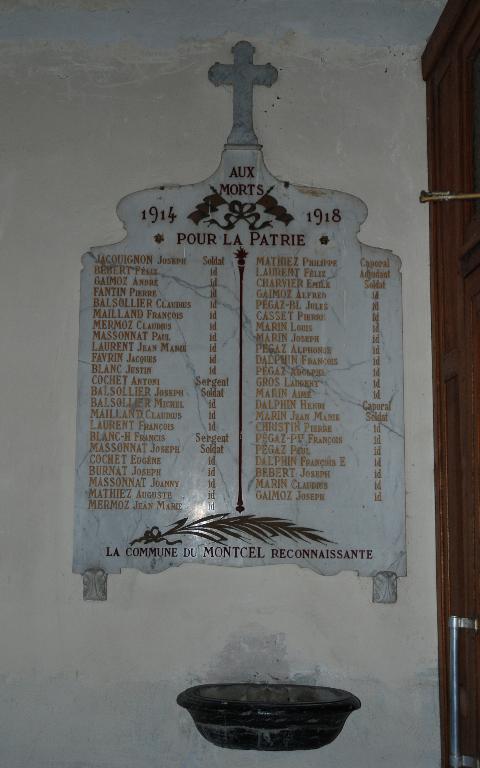 AUX
MORTS
1914 1918
POUR LA PATRIE
JACQUIGNON JOSEPH Soldat
BÉBERT FÉLIX id
GAIMOZ ANDRÉ id
FANTIN PIERRE id
BALSOLLIER CLAUDIUS id
MAILLAND FRANÇOIS id
MERMOZ CLAUDIUS id
MASSONNAT PAUL id
LAURENT JEAN MARIE id
FAVRIN JACQUES id
BLANC JUSTIN id
COCHET ANTONI Sergent
BALSOLLIER JOSEPH Soldat
BALSOLLIER MICHEL id
MAILLAND CLAUDIUS id
LAURENT FRANÇOIS id
BLANC-H FRANCIS Sergent
MASSONNAT JOSEPH Soldat
COCHET EUGÈNE id
BURNAT JOSEPH id
MASSONNAT JOANNY id
MATHIEZ AUGUSTE id
MERMOZ JEAN MARIE id
MATHIEZ PHILIPPE Caporal
LAURENT FÉLIX Adjudant
CHARVIER EMILE Soldat
GAIMOZ ALFRED id
PEGAZ-BL JULES id
CASSET PIERRE id
MARIN LOUIS id
MARIN JOSEPH id
PEGAZ ALPHONSE id
DALPHIN FRANÇOIS id
PÉGAZ ADOLPHE id
GROS LAURENT id
MARIN AIMÉ id
DALPHIN HENRI Caporal
MARIN JEAN MARIE Soldat
CHRISTIN PIERRE id
PÉGAZ- FRANÇOIS id
PÉGAZ PAUL id
DALPHIN FRANÇOIS E id
BÉBERT JOSEPH id
MARIN CLAUDIUS id
GAIMOZ JOSEPH id
LA COMMUNE DU MONTCEL RECONNAISSANTE